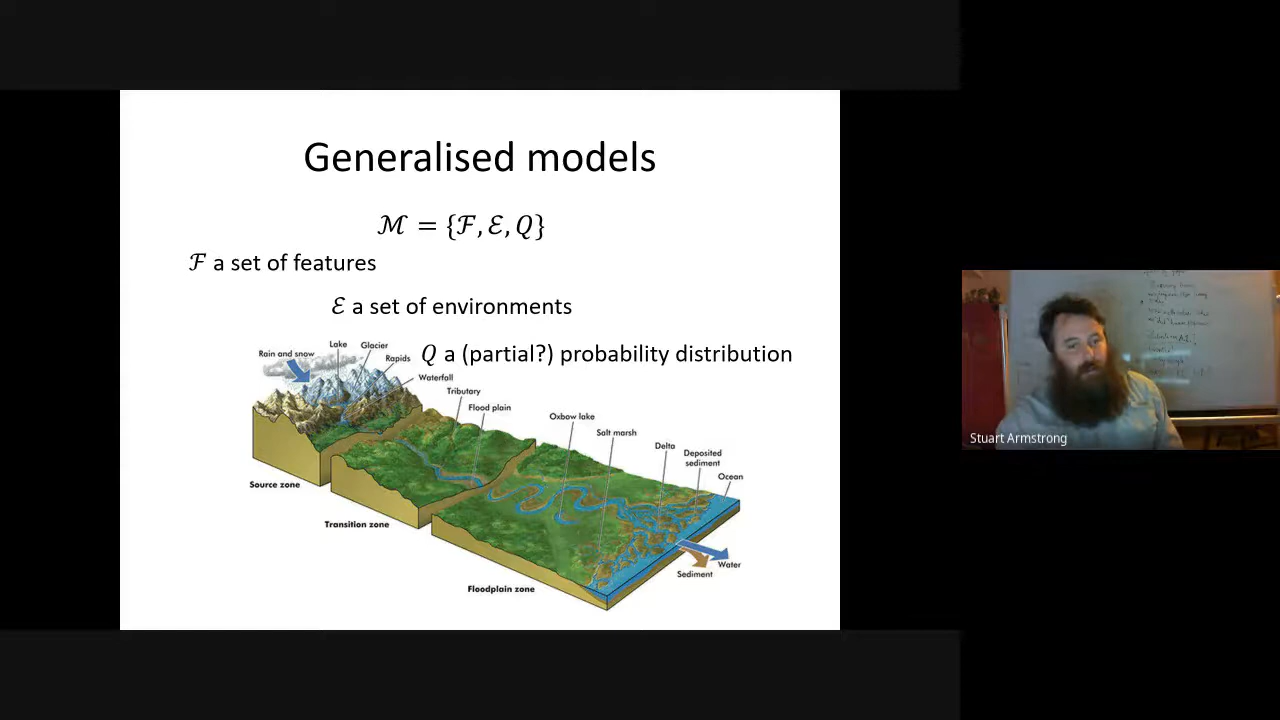 Generalised models
ℳ = {ℱ, ℰ, Q}
ℱ a set of features
ℰ a set of environments
Q a (partial?) probability distribution
Rain and snow
Lake
Glacier
Rapids
Waterfall
Tributary
Flood plain
Oxbow lake
Salt marsh
Delta
Deposited
sediment
Ocean
Source zone
Transition zone
Floodplain zone
Water
Sediment
Stuart Armstrong